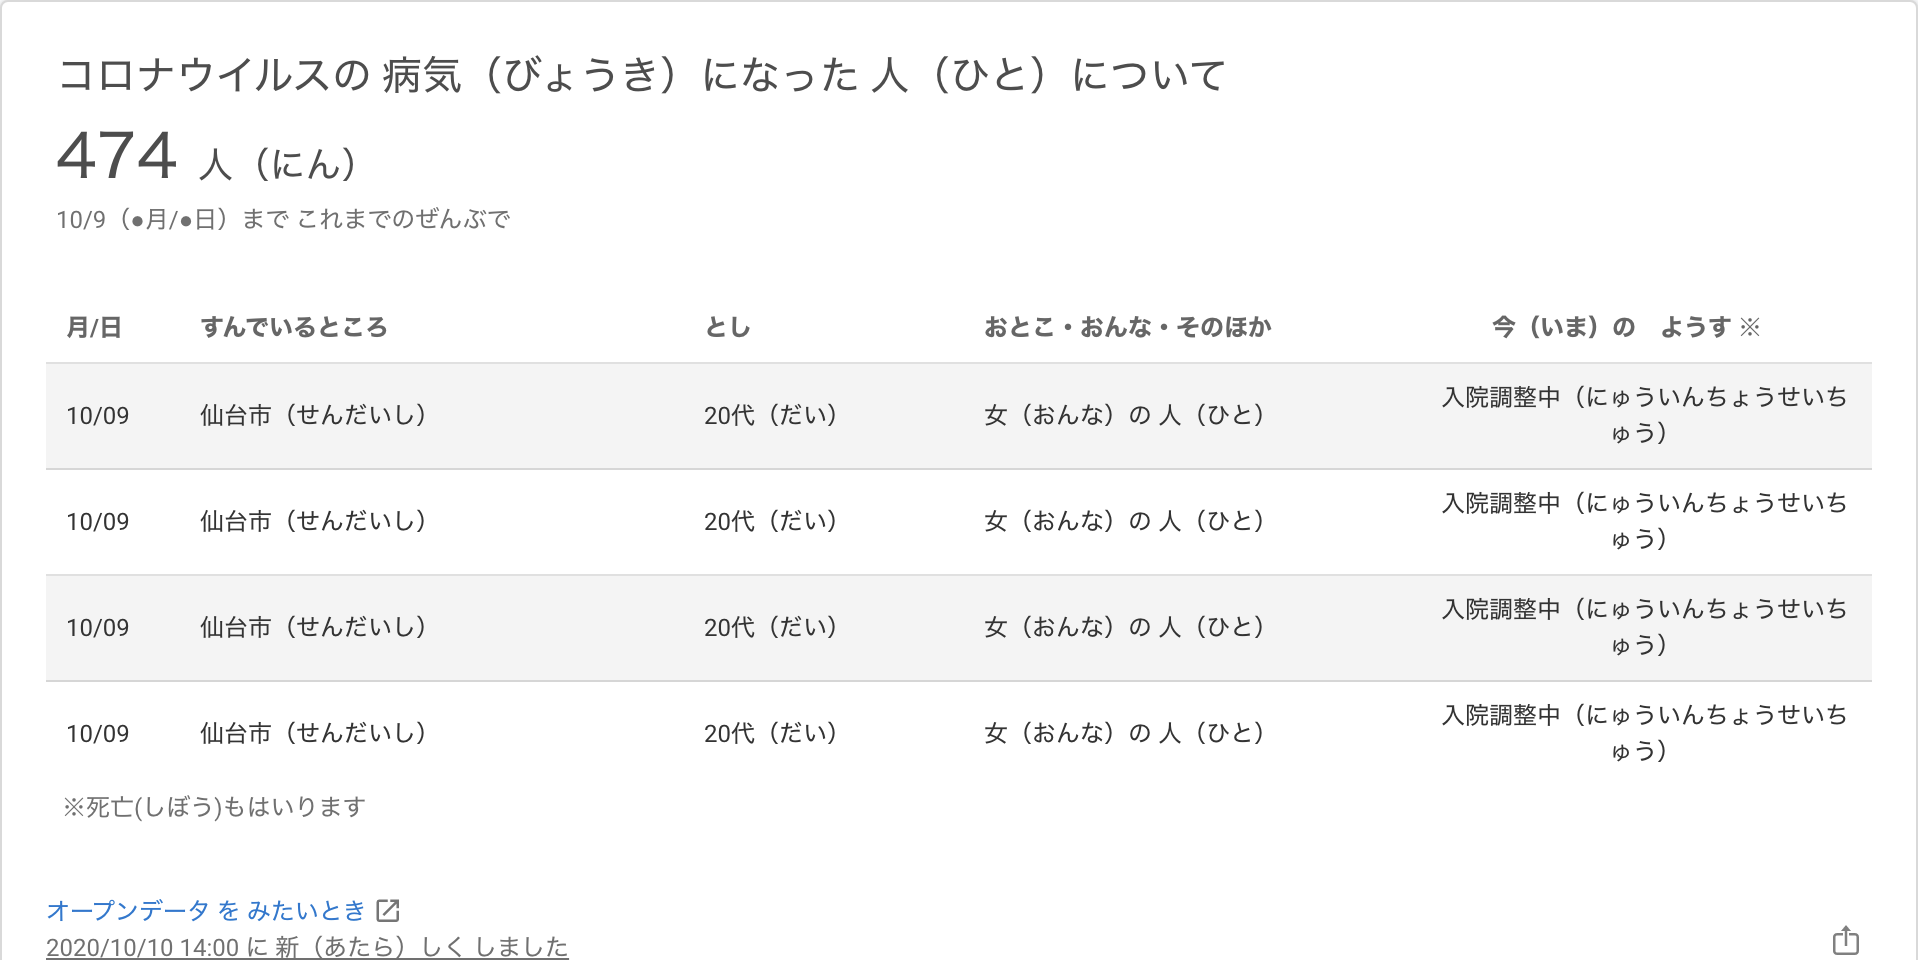 コロナウイルスの 病気（びょうき）になった 人（ひと）について
474 人（にん）
10/9（●月/●日）まで これまでのぜんぶで
月/日 すんでいるところ とし おとこ・おんな・そのほか 今（いま）の　ようす ※
10/09 仙台市（せんだいし） 20代（だい） 女（おんな）の 人（ひと） 入院調整中（にゅういんちょうせいち
ゅう）
10/09 仙台市（せんだいし） 20代（だい） 女（おんな）の 人（ひと） 入院調整中（にゅういんちょうせいち
ゅう）
10/09 仙台市（せんだいし） 20代（だい） 女（おんな）の 人（ひと） 入院調整中（にゅういんちょうせいち
ゅう）
10/09 仙台市（せんだいし） 20代（だい） 女（おんな）の 人（ひと） 入院調整中（にゅういんちょうせいち
ゅう）
※死亡(しぼう)もはいります
オープンデータ を みたいとき
2020/10/10 14:00 に 新（あたら）しく しました